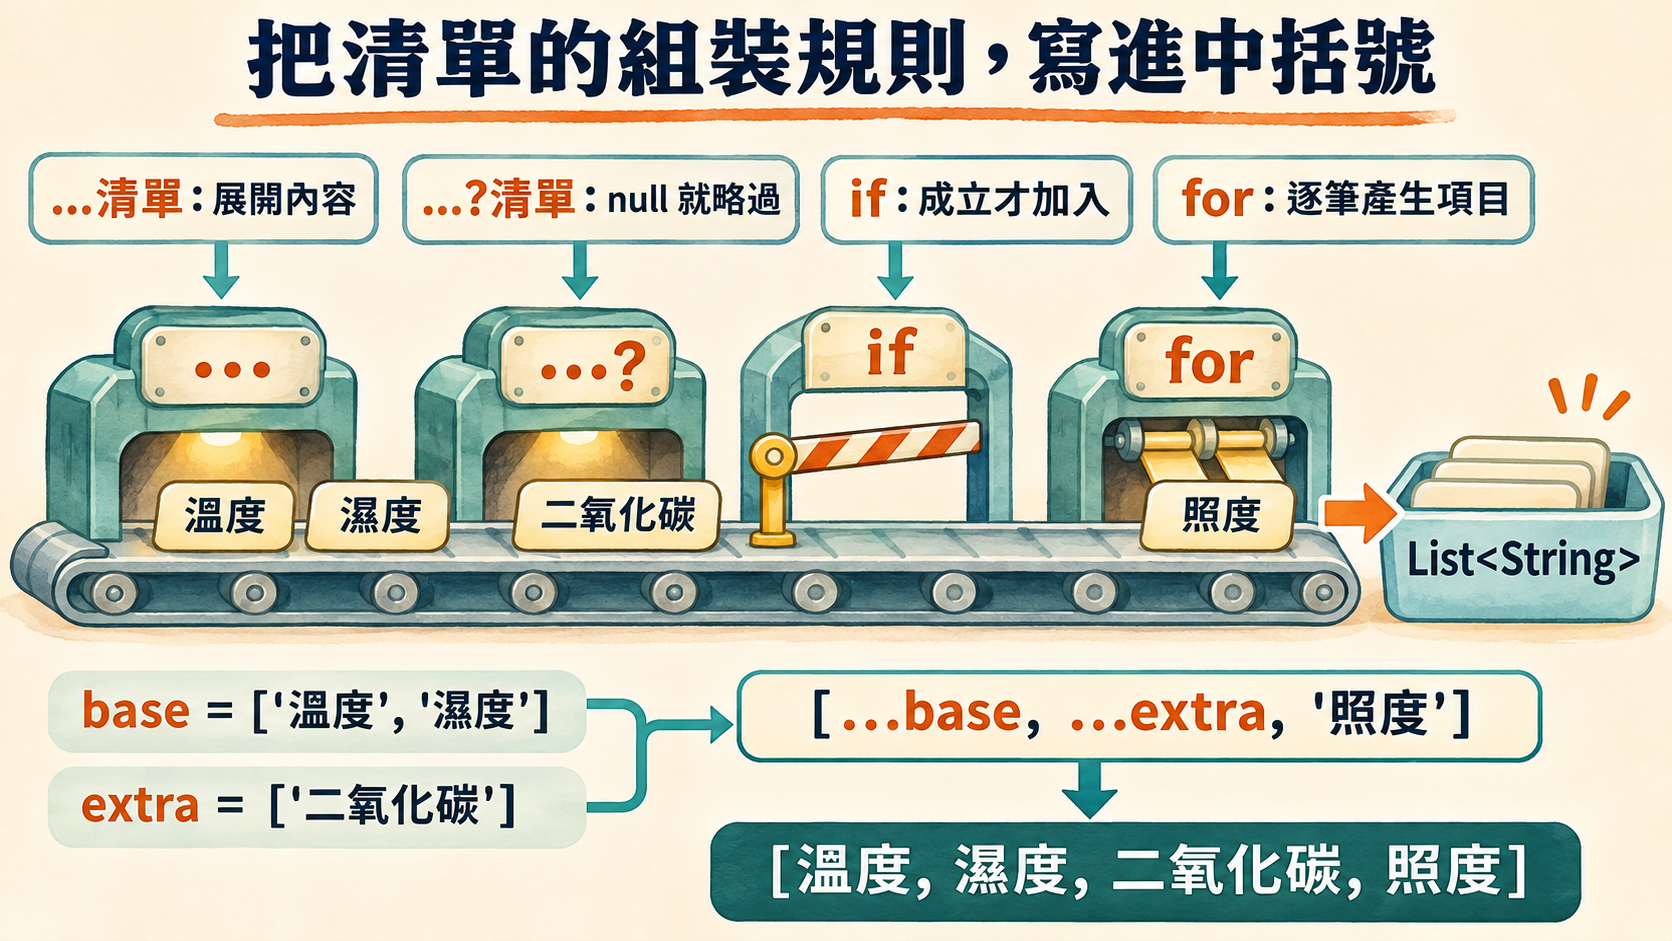 把清單的組裝規則，寫進中括號
...清單：展開內容
...?清單：null 就略過
if：成立才加入
for：逐筆產生項目
...
...?
if
for
溫度
濕度
二氧化碳
照度
List<String>
base = ['溫度', '濕度']
extra = ['二氧化碳']
[...base, ...extra, '照度']
[溫度, 濕度, 二氧化碳, 照度]